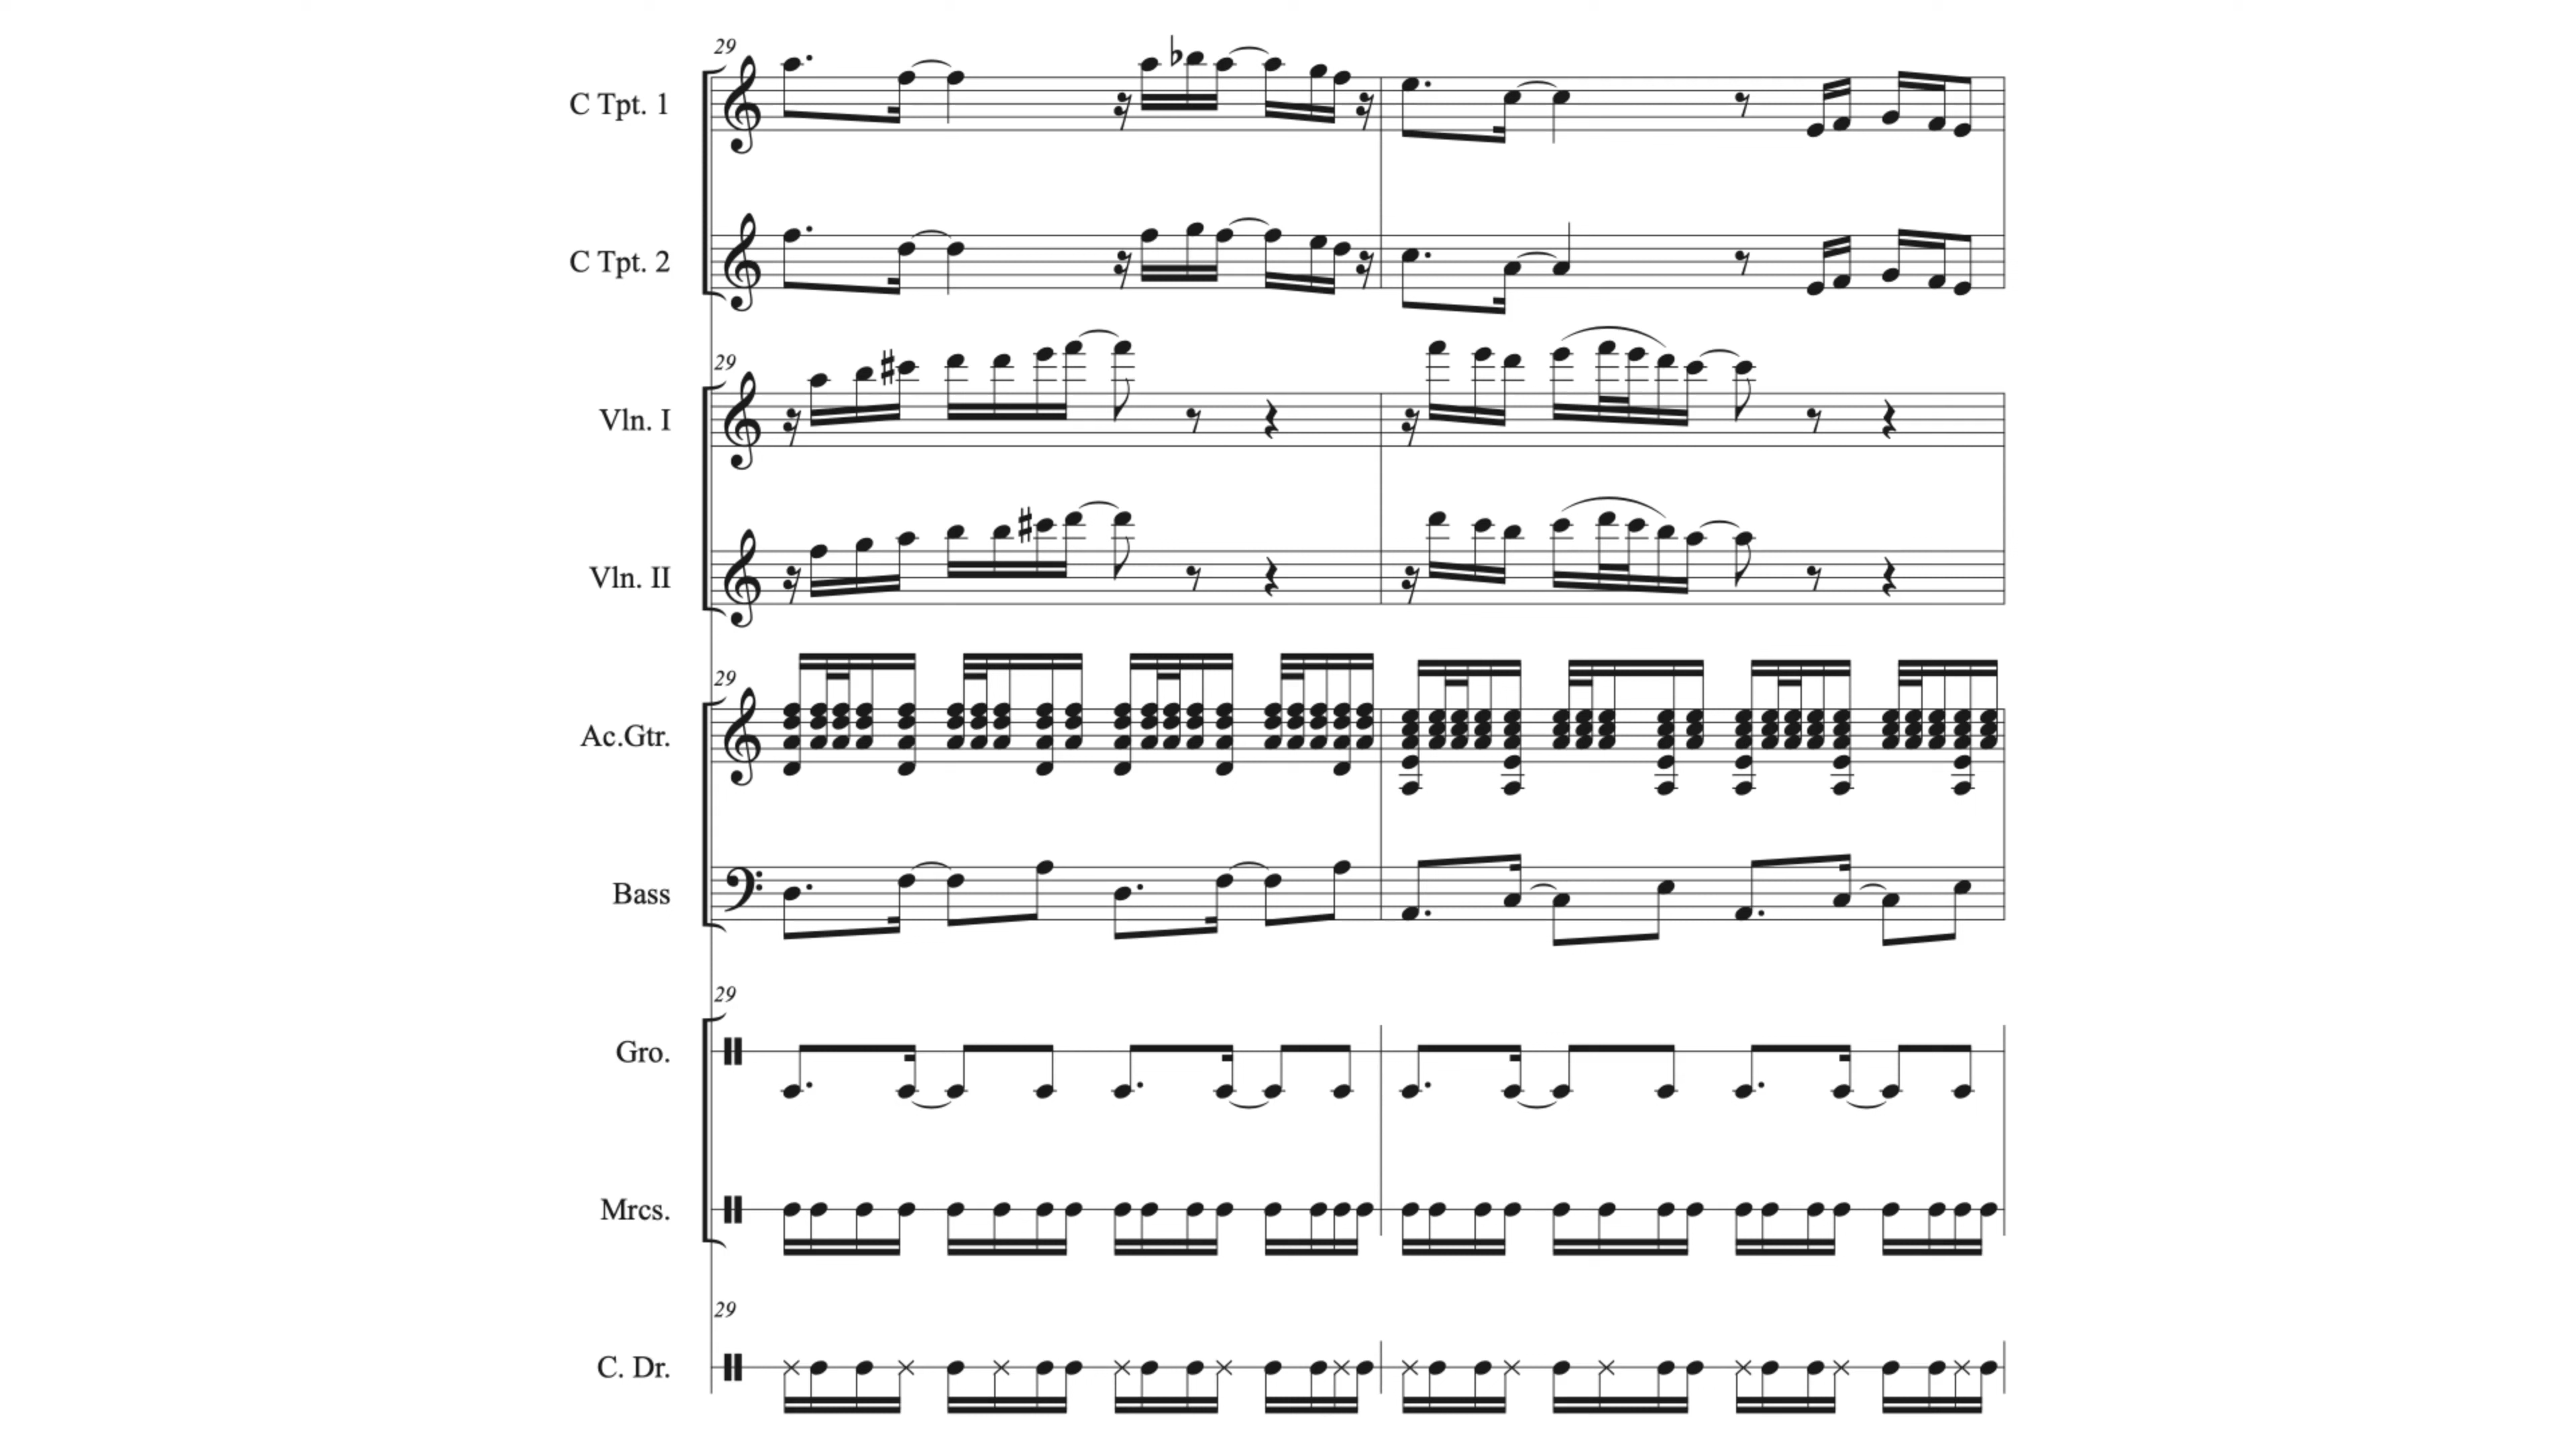 29
C Tpt. 1
C Tpt. 2
29
Vln. I
Vln. II
29
Ac.Gtr.
Bass
29
Gro.
Mrcs.
29
C. Dr.